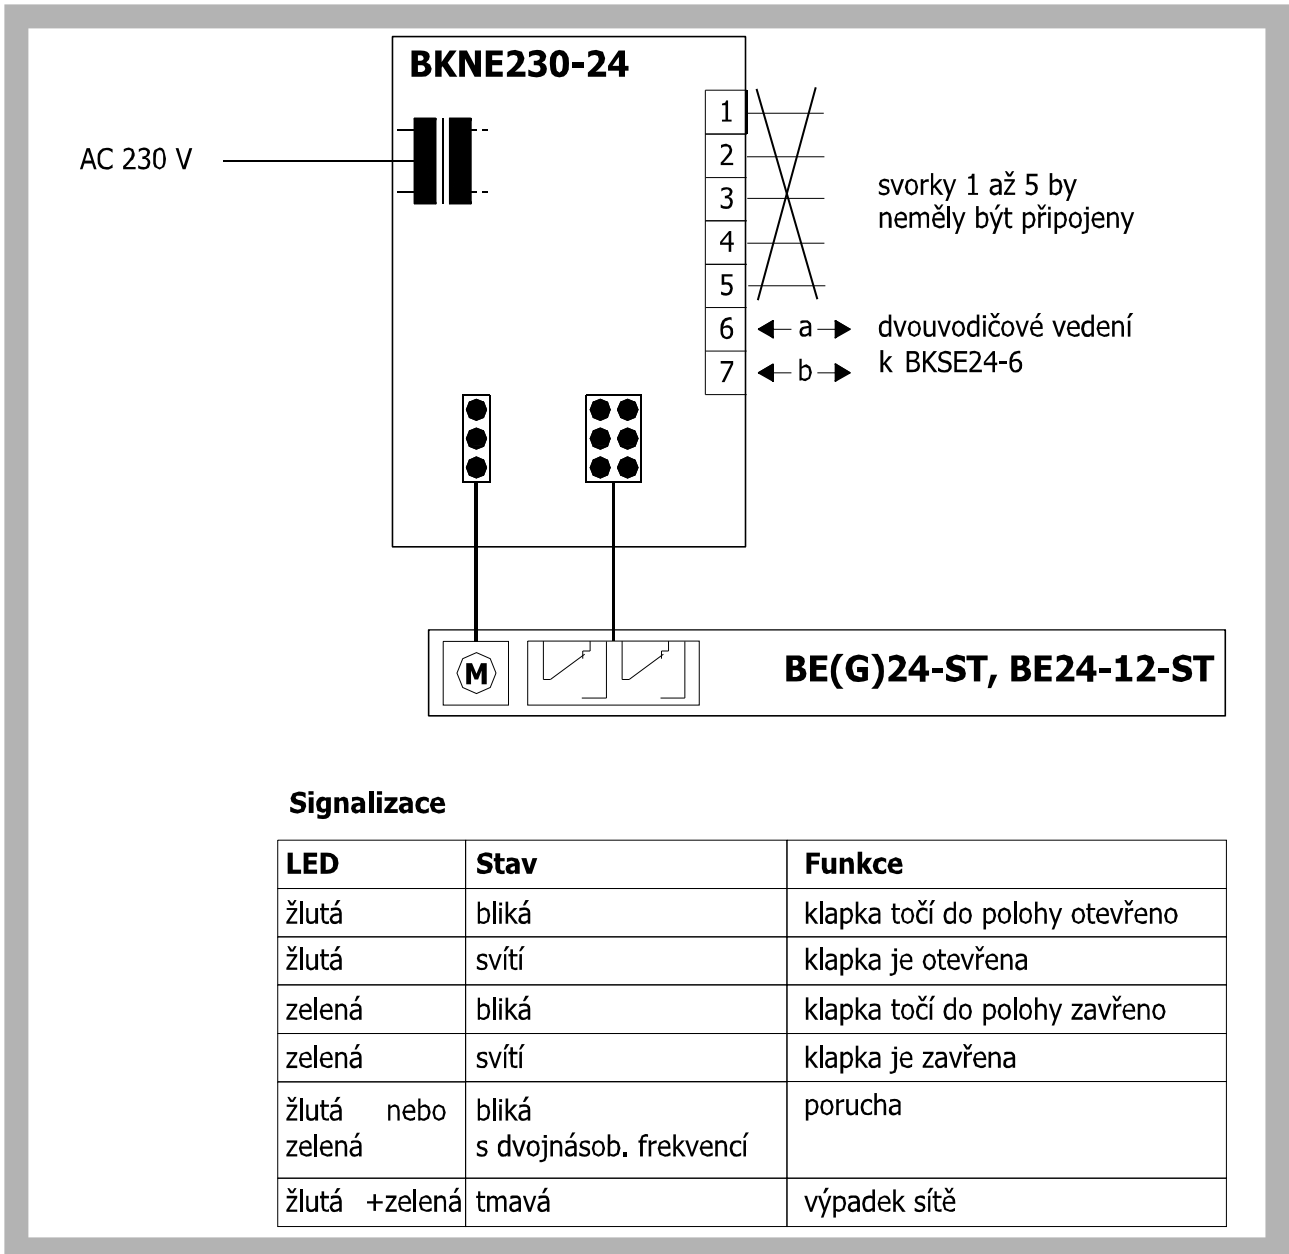 BKNE230-24
AC 230 V
1
2
3
4
5
6
7
svorky 1 až 5 by
neměly být připojeny
a
b
dvouvodičové vedení
k BKSE24-6
M
BE(G)24-ST, BE24-12-ST
Signalizace
LED Stav Funkce
žlutá bliká klapka točí do polohy otevřeno
žlutá svítí klapka je otevřena
zelená bliká klapka točí do polohy zavřeno
zelená svítí klapka je zavřena
žlutá nebo bliká porucha
zelená s dvojnásob. frekvencí
žlutá +zelená tmavá výpadek sítě